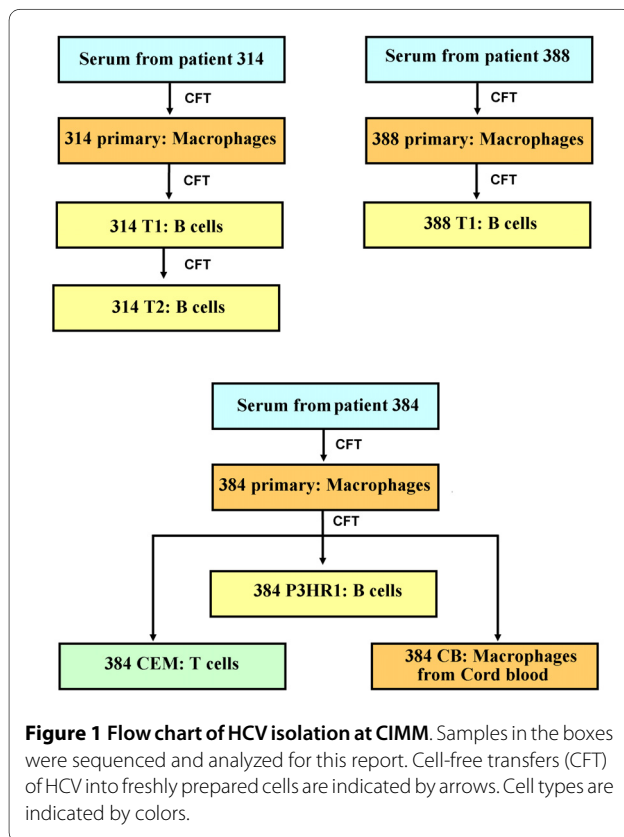 Serum from patient 314
CFT
314 primary: Macrophages
CFT
314 T1: B cells
CFT
314 T2: B cells
Serum from patient 388
CFT
388 primary: Macrophages
CFT
388 T1: B cells
Serum from patient 384
CFT
384 primary: Macrophages
CFT
384 P3HR1: B cells
384 CEM: T cells
384 CB: Macrophages
from Cord blood
Figure 1 Flow chart of HCV isolation at CIMM. Samples in the boxes
were sequenced and analyzed for this report. Cell-free transfers (CFT)
of HCV into freshly prepared cells are indicated by arrows. Cell types are
indicated by colors.